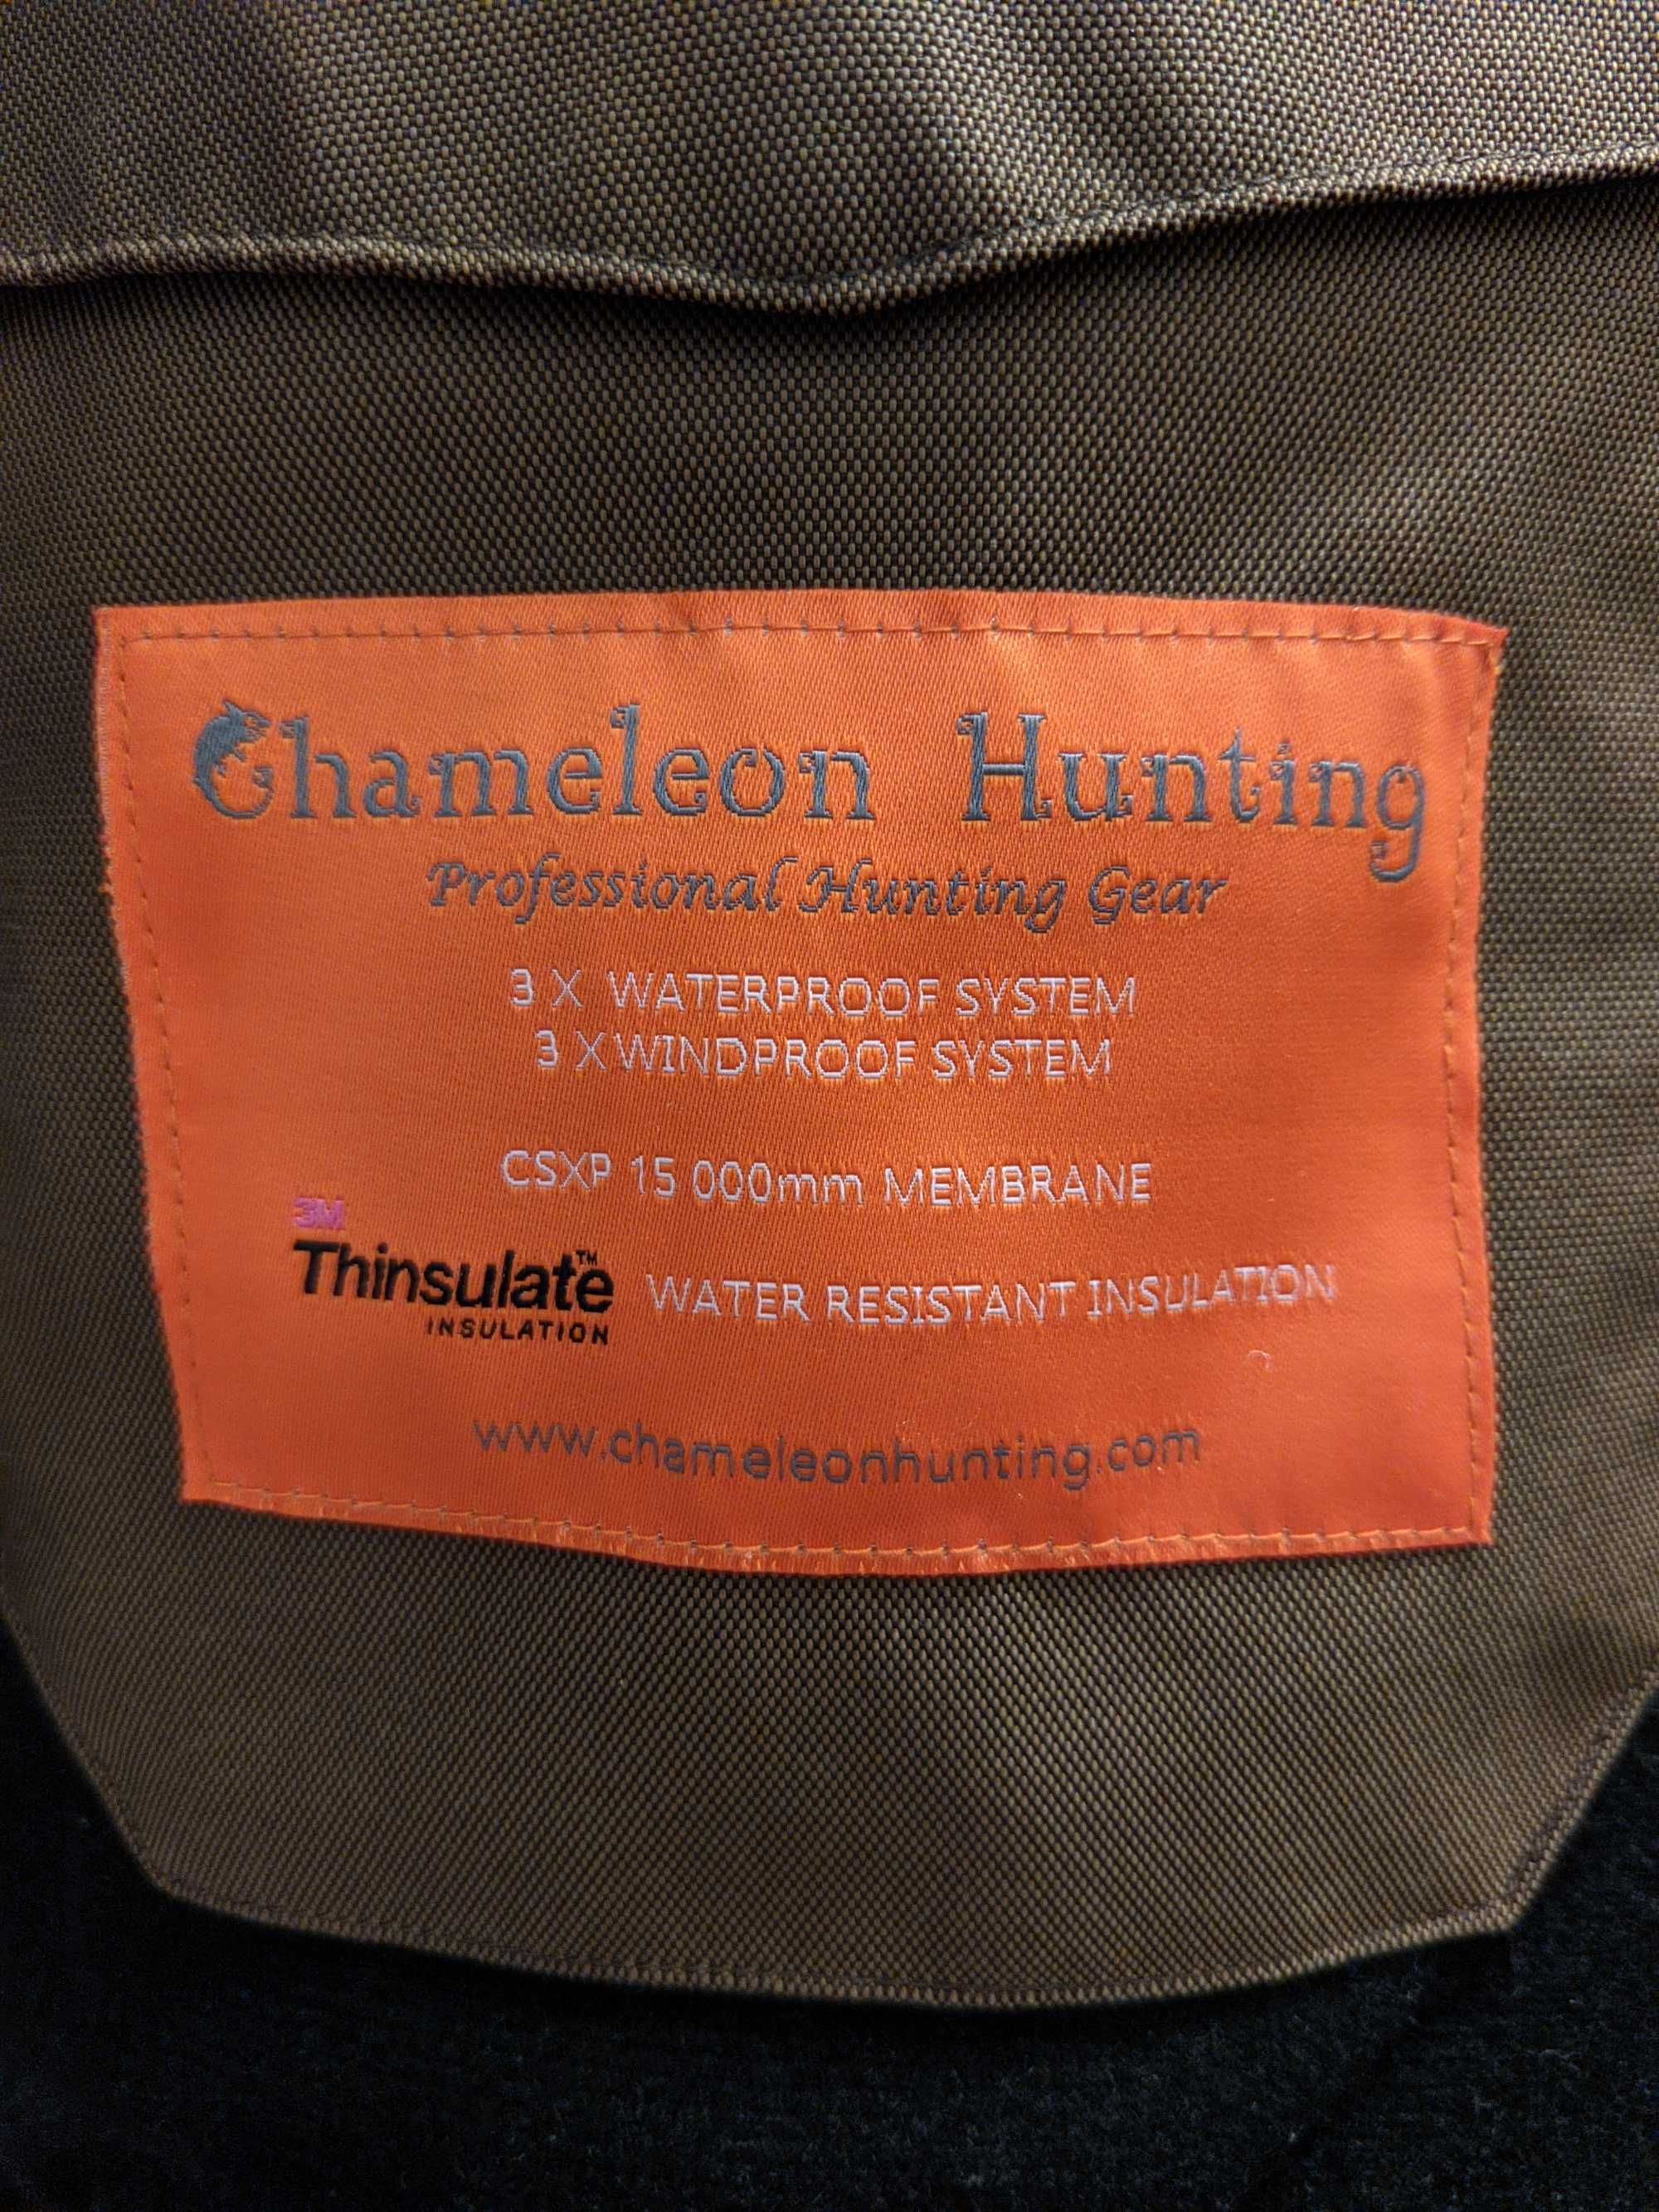 Chameleon Hunting
Professional Hunting Gear
3 X WATERPROOF SYSTEM
3 X WINDPROOF SYSTEM
CSXP 15 000mm MEMBRANE
3M
Thinsulate™ WATER RESISTANT INSULATION
INSULATION
www.chameleonhunting.com